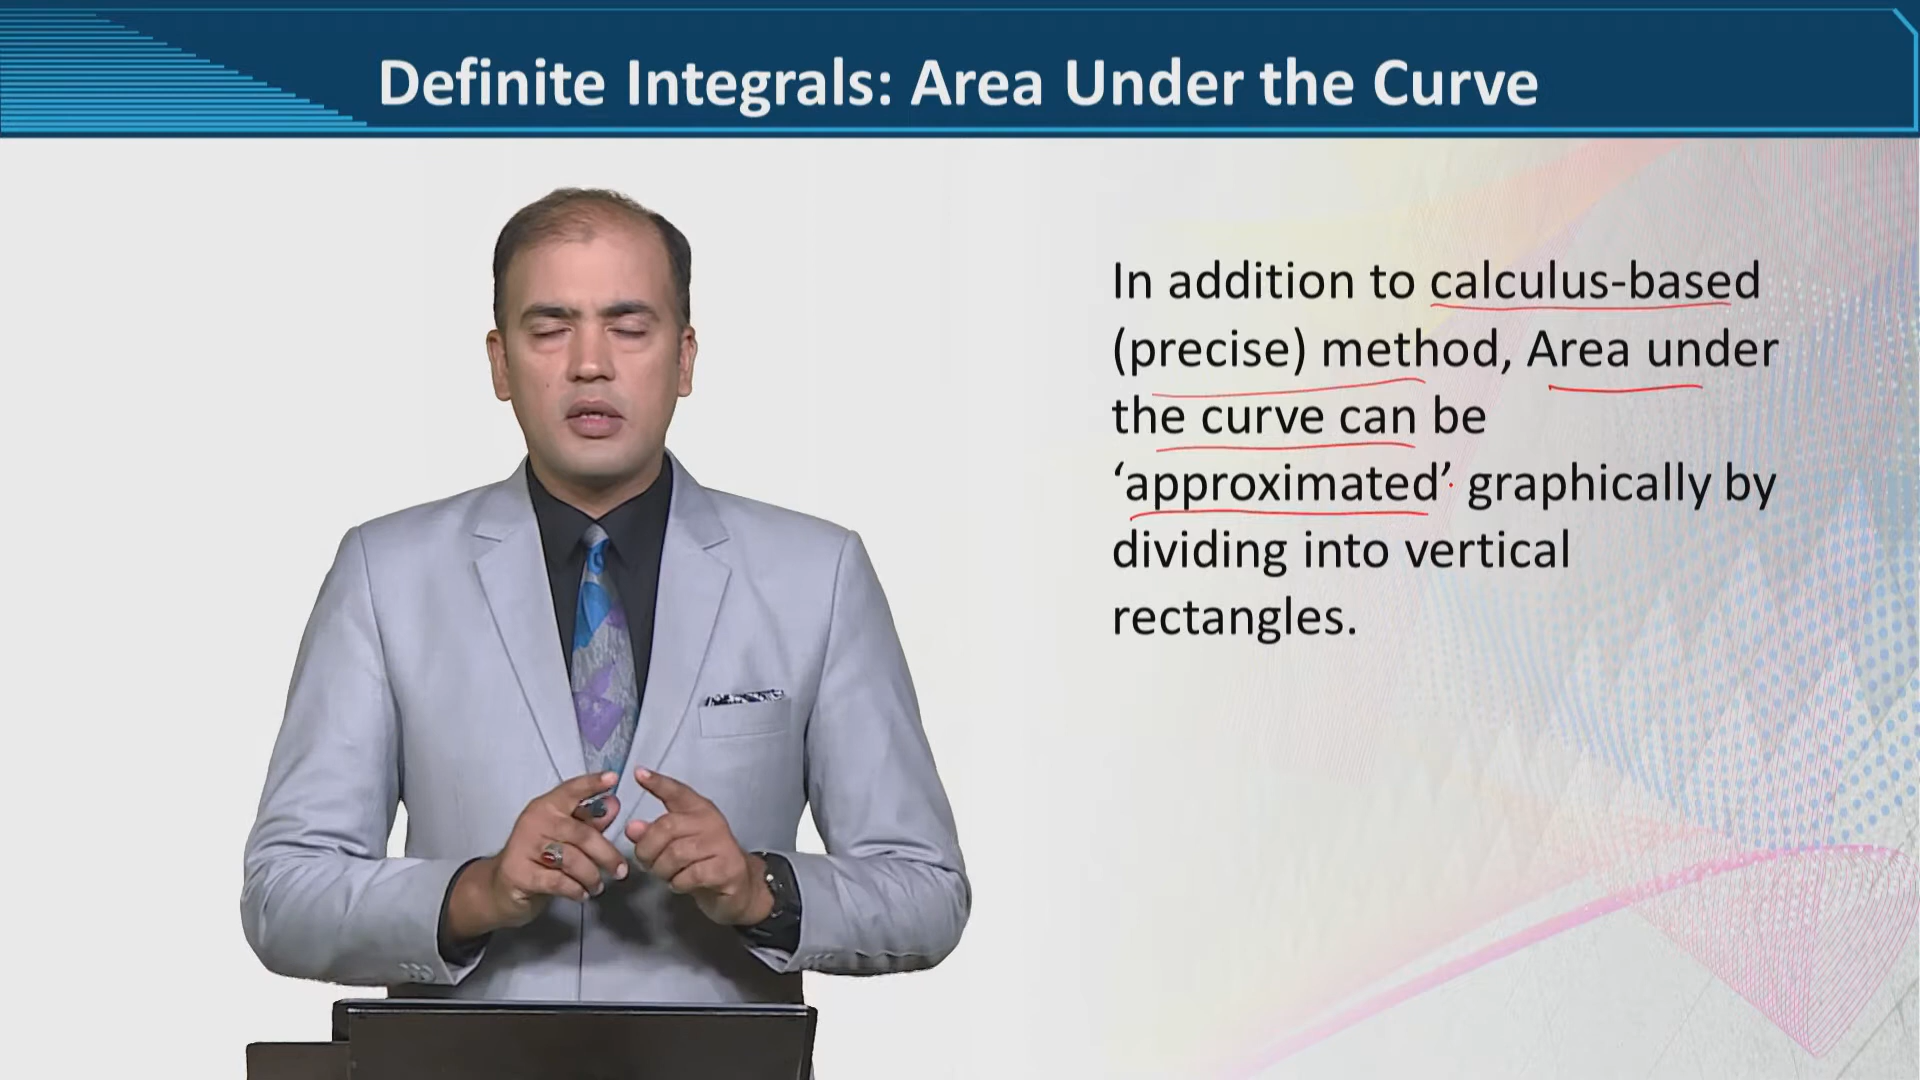 Definite Integrals: Area Under the Curve
In addition to calculus-based
(precise) method, Area under
the curve can be
‘approximated’ graphically by
dividing into vertical
rectangles.